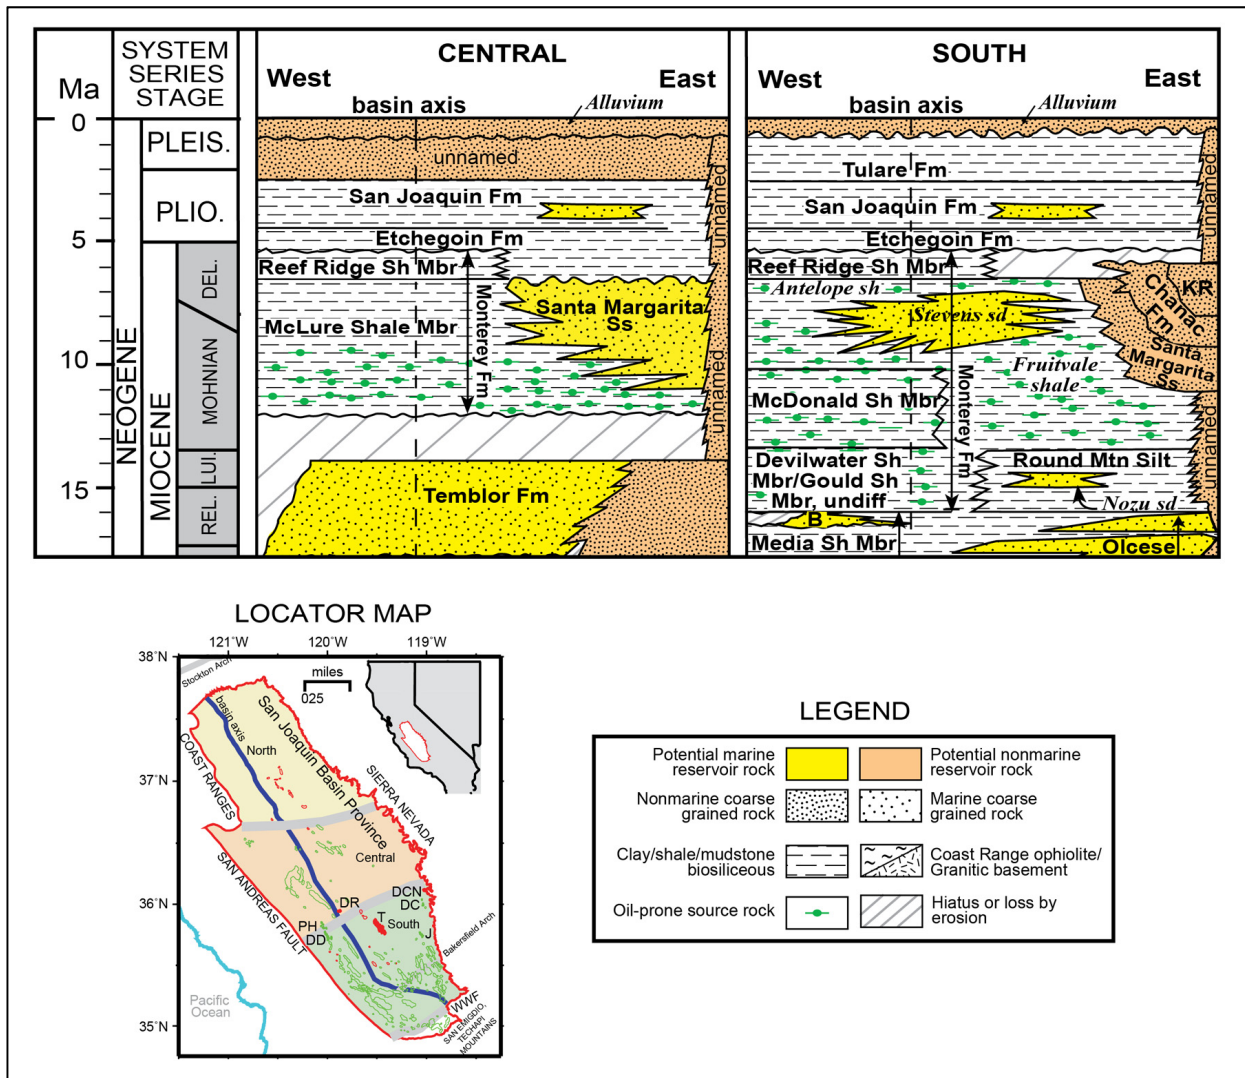 Ma
SYSTEM
SERIES
STAGE
CENTRAL
West
East
basin axis
Alluvium
SOUTH
West
East
basin axis
Alluvium
0
5
10
15
NEOGENE
MIOCENE
PLEIS.
PLIO.
DEL.
MOHNIAN
LUI.
REL.
unnamed
San Joaquin Fm
Etchegoin Fm
Reef Ridge Sh Mbr
McLure Shale Mbr
Monterey Fm
Santa Margarita
Ss
Temblor Fm
unnamed
unnamed
Tulare Fm
San Joaquin Fm
Etchegoin Fm
Reef Ridge Sh Mbr
Antelope sh
Stevens sd
Fruitvale
shale
McDonald Sh Mbr
Monterey Fm
Devilwater Sh
Mbr/Gould Sh
Mbr, undiff
B
Media Sh Mbr
Round Mtn Silt
Nozu sd
Olcese
KR
Chanac
Fm
Santa
Margarita
Ss
unnamed
unnamed
LOCATOR MAP
121°W
120°W
119°W
38°N
37°N
36°N
35°N
miles
025
Stockton Arch
basin axis
North
San Joaquin Basin Province
COAST RANGES
SIERRA NEVADA
Central
SAN ANDREAS FAULT
DCN
DC
DR
T
South
PH
DD
J
Bakersfield Arch
WWF
SAN EMIGDIO,
TECHAPI
MOUNTAINS
Pacific
Ocean
LEGEND
Potential marine
reservoir rock
Potential nonmarine
reservoir rock
Nonmarine coarse
grained rock
Marine coarse
grained rock
Clay/shale/mudstone
biosiliceous
Coast Range ophiolite/
Granitic basement
Oil-prone source rock
Hiatus or loss by
erosion